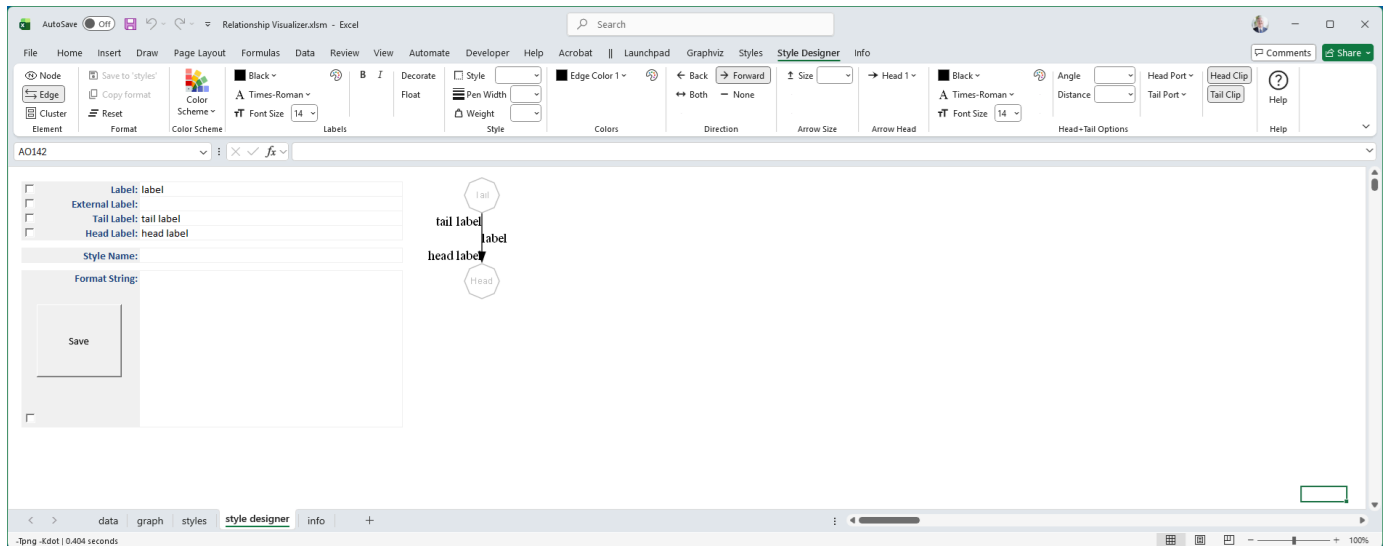 AutoSave Off Relationship Visualizer.xlsm - Excel Search
File Home Insert Draw Page Layout Formulas Data Review View Automate Developer Help Acrobat || Launchpad Graphviz Styles Style Designer Info Comments Share
Node Save to 'styles' Black B I Decorate Style Edge Color 1 Back Forward Size Head 1 Black Angle Head Port Head Clip
Edge Copy format Color Scheme A Times-Roman Float Pen Width Both None A Times-Roman Distance Tail Port Tail Clip Help
Cluster Reset Font Size 14 Weight Font Size 14
Element Format Color Scheme Labels Style Colors Direction Arrow Size Arrow Head Head+Tail Options Help
AO142 fx
Label: label
External Label:
Tail Label: tail label
Head Label: head label
Style Name:
Format String:
Save
Tail
tail label
label
head label
Head
data graph styles style designer info +
-Tpng -Kdot | 0.404 seconds 100%